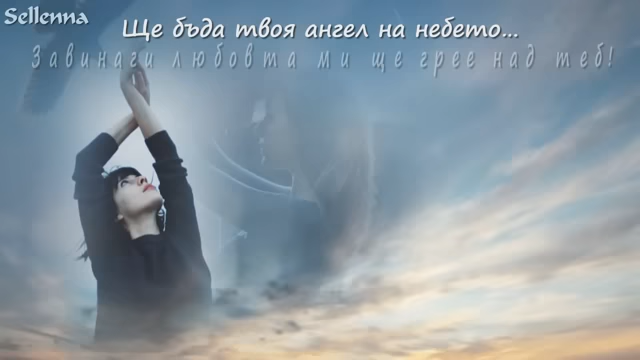 Sellenna
Ще бъда твоя ангел на небето...
Завинаги любовта ми ще грее над теб!